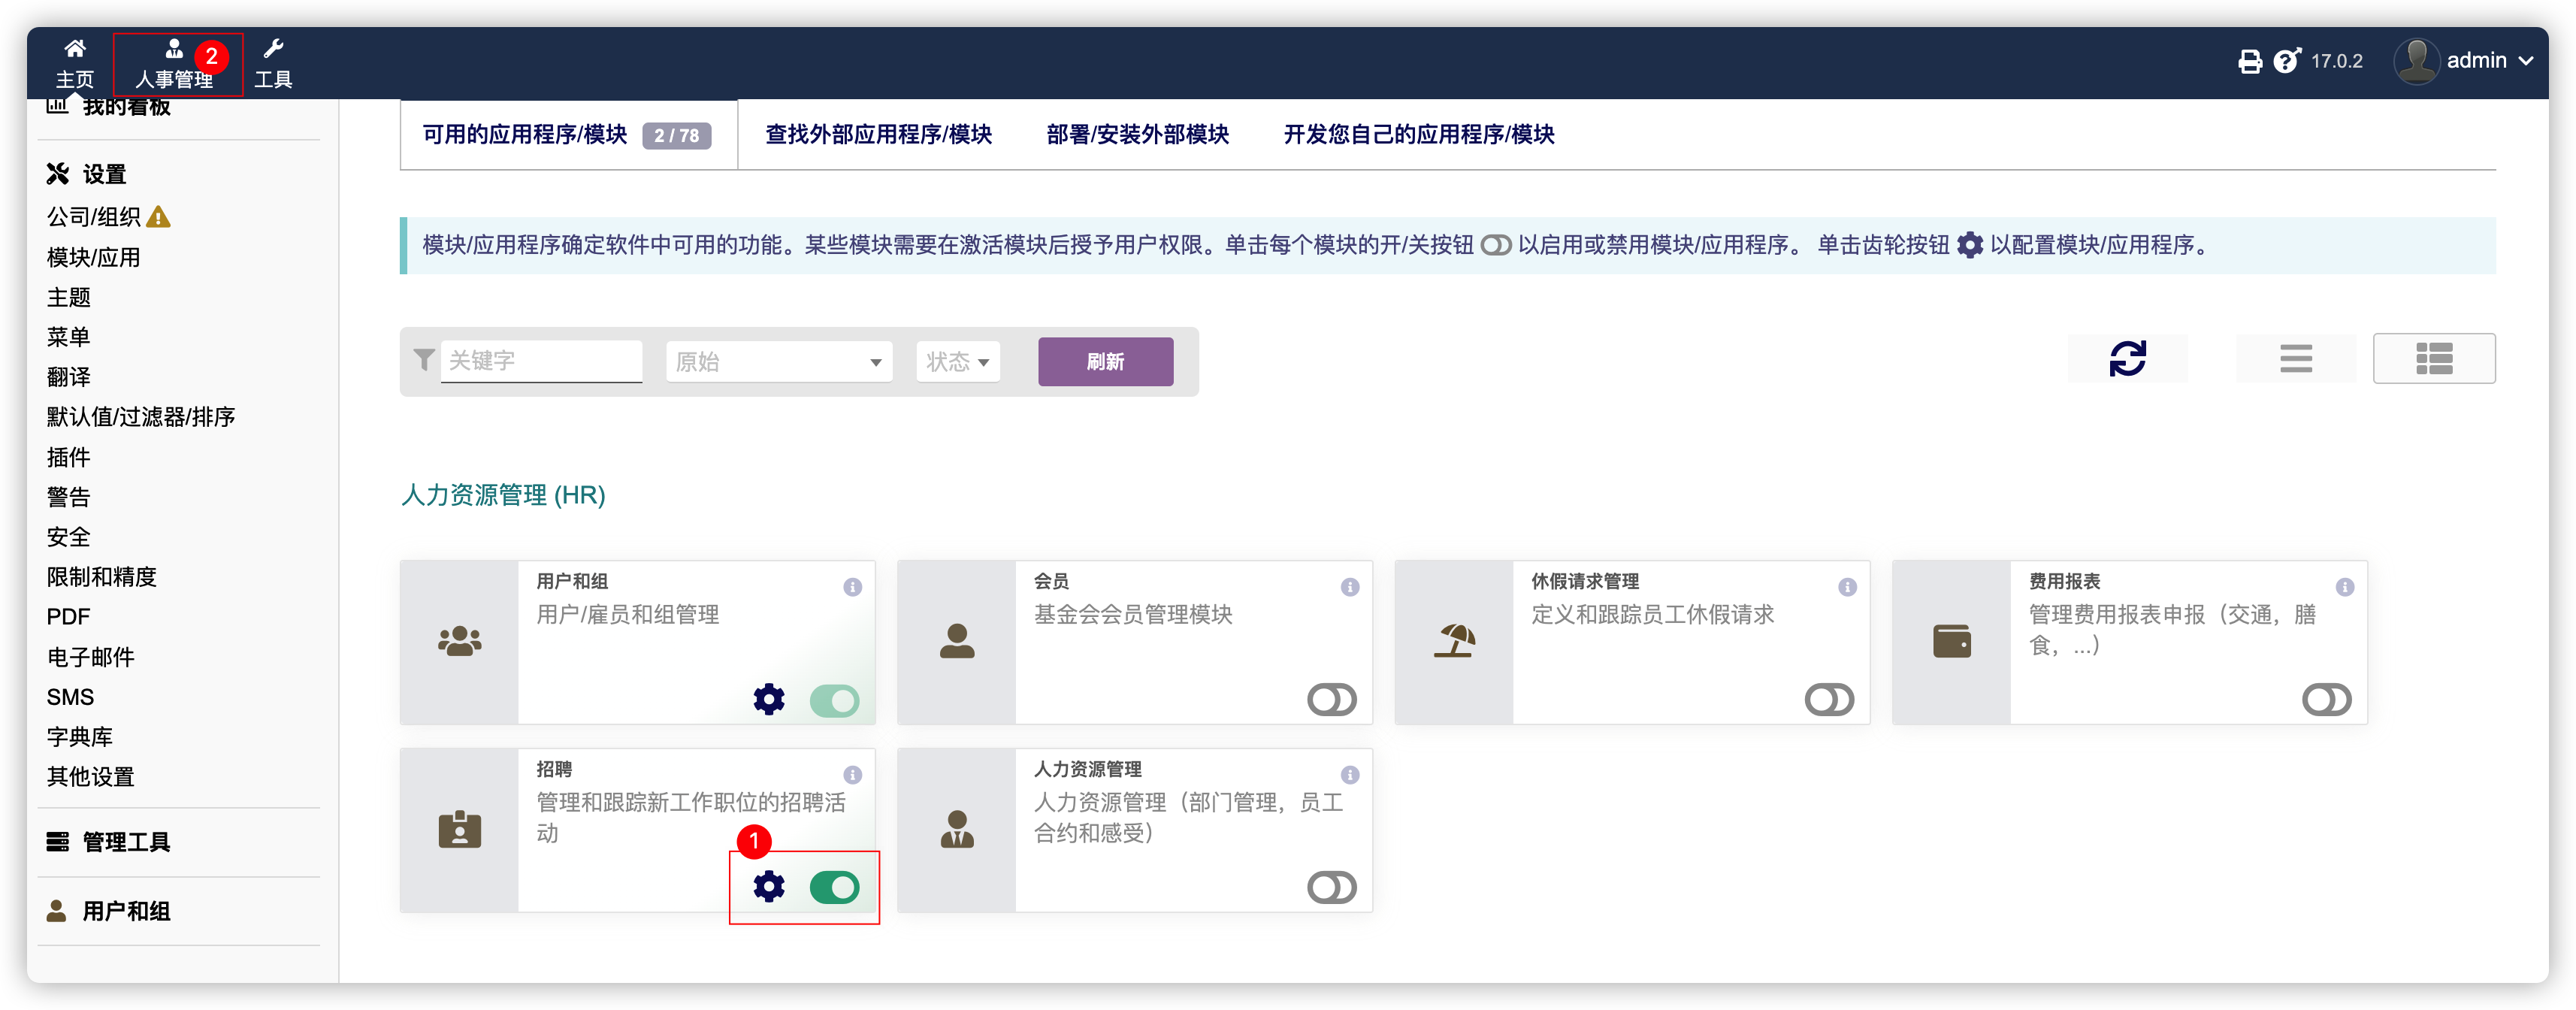 主页
人事管理
2
工具
17.0.2
admin
我的看板
设置
公司/组织
模块/应用
主题
菜单
翻译
默认值/过滤器/排序
插件
警告
安全
限制和精度
PDF
电子邮件
SMS
字典库
其他设置
管理工具
用户和组
可用的应用程序/模块 2 / 78
查找外部应用程序/模块
部署/安装外部模块
开发您自己的应用程序/模块
模块/应用程序确定软件中可用的功能。某些模块需要在激活模块后授予用户权限。单击每个模块的开/关按钮 以启用或禁用模块/应用程序。 单击齿轮按钮 以配置模块/应用程序。
关键字
原始
状态
刷新
人力资源管理 (HR)
用户和组
用户/雇员和组管理
会员
基金会会员管理模块
休假请求管理
定义和跟踪员工休假请求
费用报表
管理费用报表申报（交通，膳
食，...）
招聘
管理和跟踪新工作职位的招聘活
动
1
人力资源管理
人力资源管理（部门管理，员工
合约和感受）